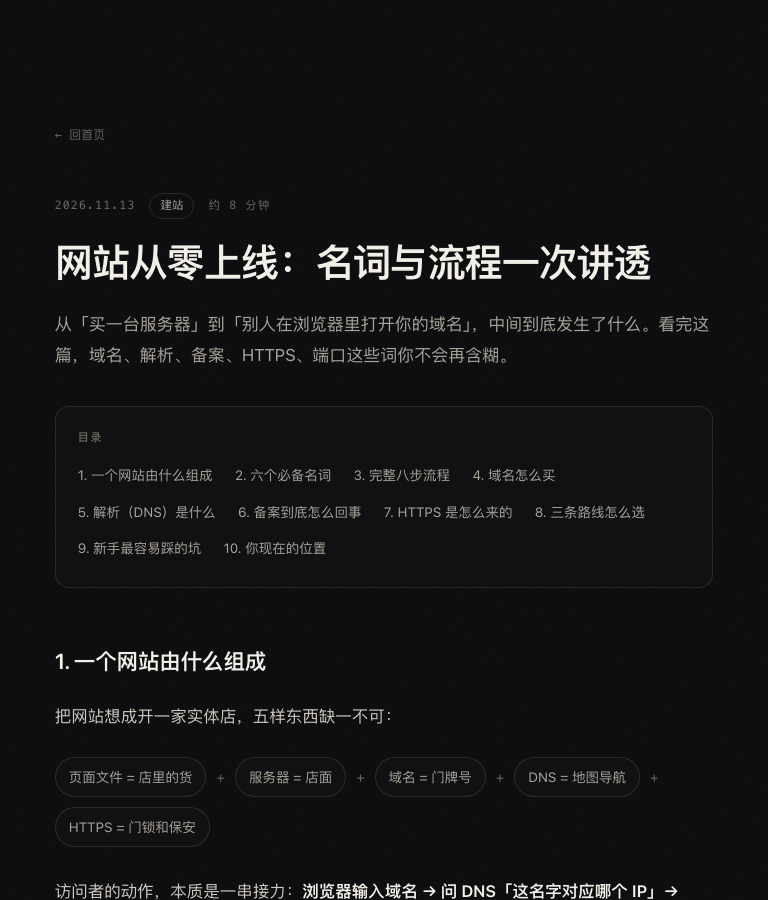 ← 回首页
2026.11.13 建站 约 8 分钟
网站从零上线：名词与流程一次讲透
从「买一台服务器」到「别人在浏览器里打开你的域名」，中间到底发生了什么。看完这
篇，域名、解析、备案、HTTPS、端口这些词你不会再含糊。
目录
1. 一个网站由什么组成 2. 六个必备名词 3. 完整八步流程 4. 域名怎么买
5. 解析（DNS）是什么 6. 备案到底怎么回事 7. HTTPS 是怎么来的 8. 三条路线怎么选
9. 新手最容易踩的坑 10. 你现在的位置
1. 一个网站由什么组成
把网站想成开一家实体店，五样东西缺一不可：
页面文件 = 店里的货 + 服务器 = 店面 + 域名 = 门牌号 + DNS = 地图导航 +
HTTPS = 门锁和保安
访问者的动作，本质是一串接力：浏览器输入域名 → 问 DNS「这名字对应哪个 IP」→